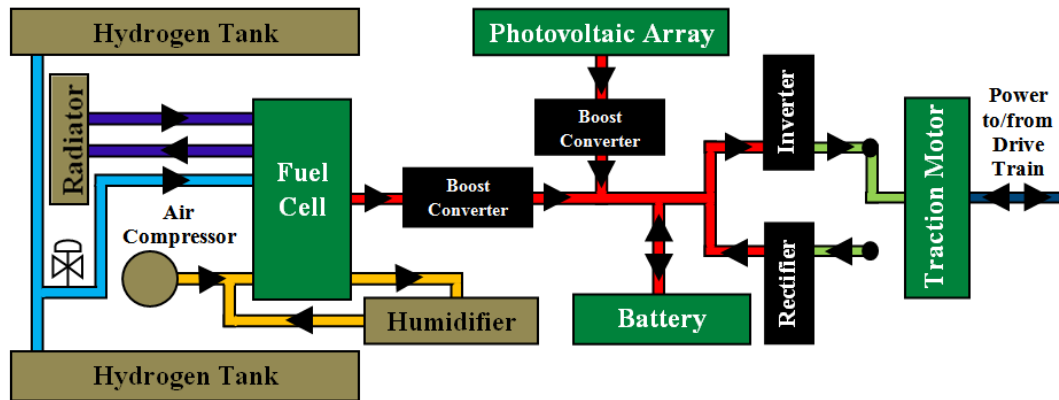 Hydrogen Tank
Photovoltaic Array
Radiator
Fuel
Cell
Boost
Converter
Boost
Converter
Inverter
Traction Motor
Power
to/from
Drive
Train
Air
Compressor
Humidifier
Battery
Rectifier
Hydrogen Tank